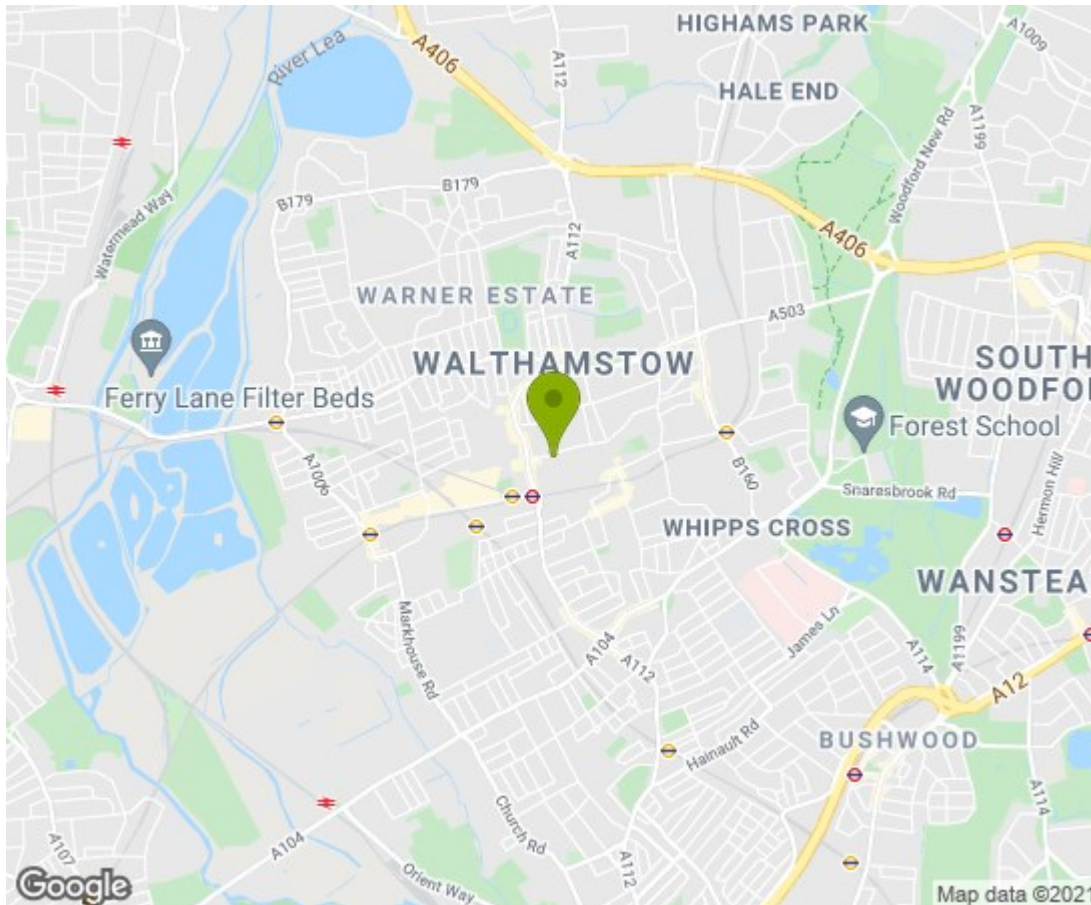 HIGHAMS PARK
A1009
River Lea
A406
A112
HALE END
A1199
Woodford New Rd
B179
B179
Watermead Way
A112
A406
WARNER ESTATE
A503
WALTHAMSTOW
SOUTH
WOODFO
Ferry Lane Filter Beds
Forest School
A1006
B160
Hermon Hill
Snaresbrook Rd
WHIPPS CROSS
WANSTEA
Markhouse Rd
James Ln
A104
A112
A114
A1199
A12
Hainault Rd
BUSHWOOD
A114
Church Rd
A104
A107
Orient Way
A112
Google
Map data ©2021